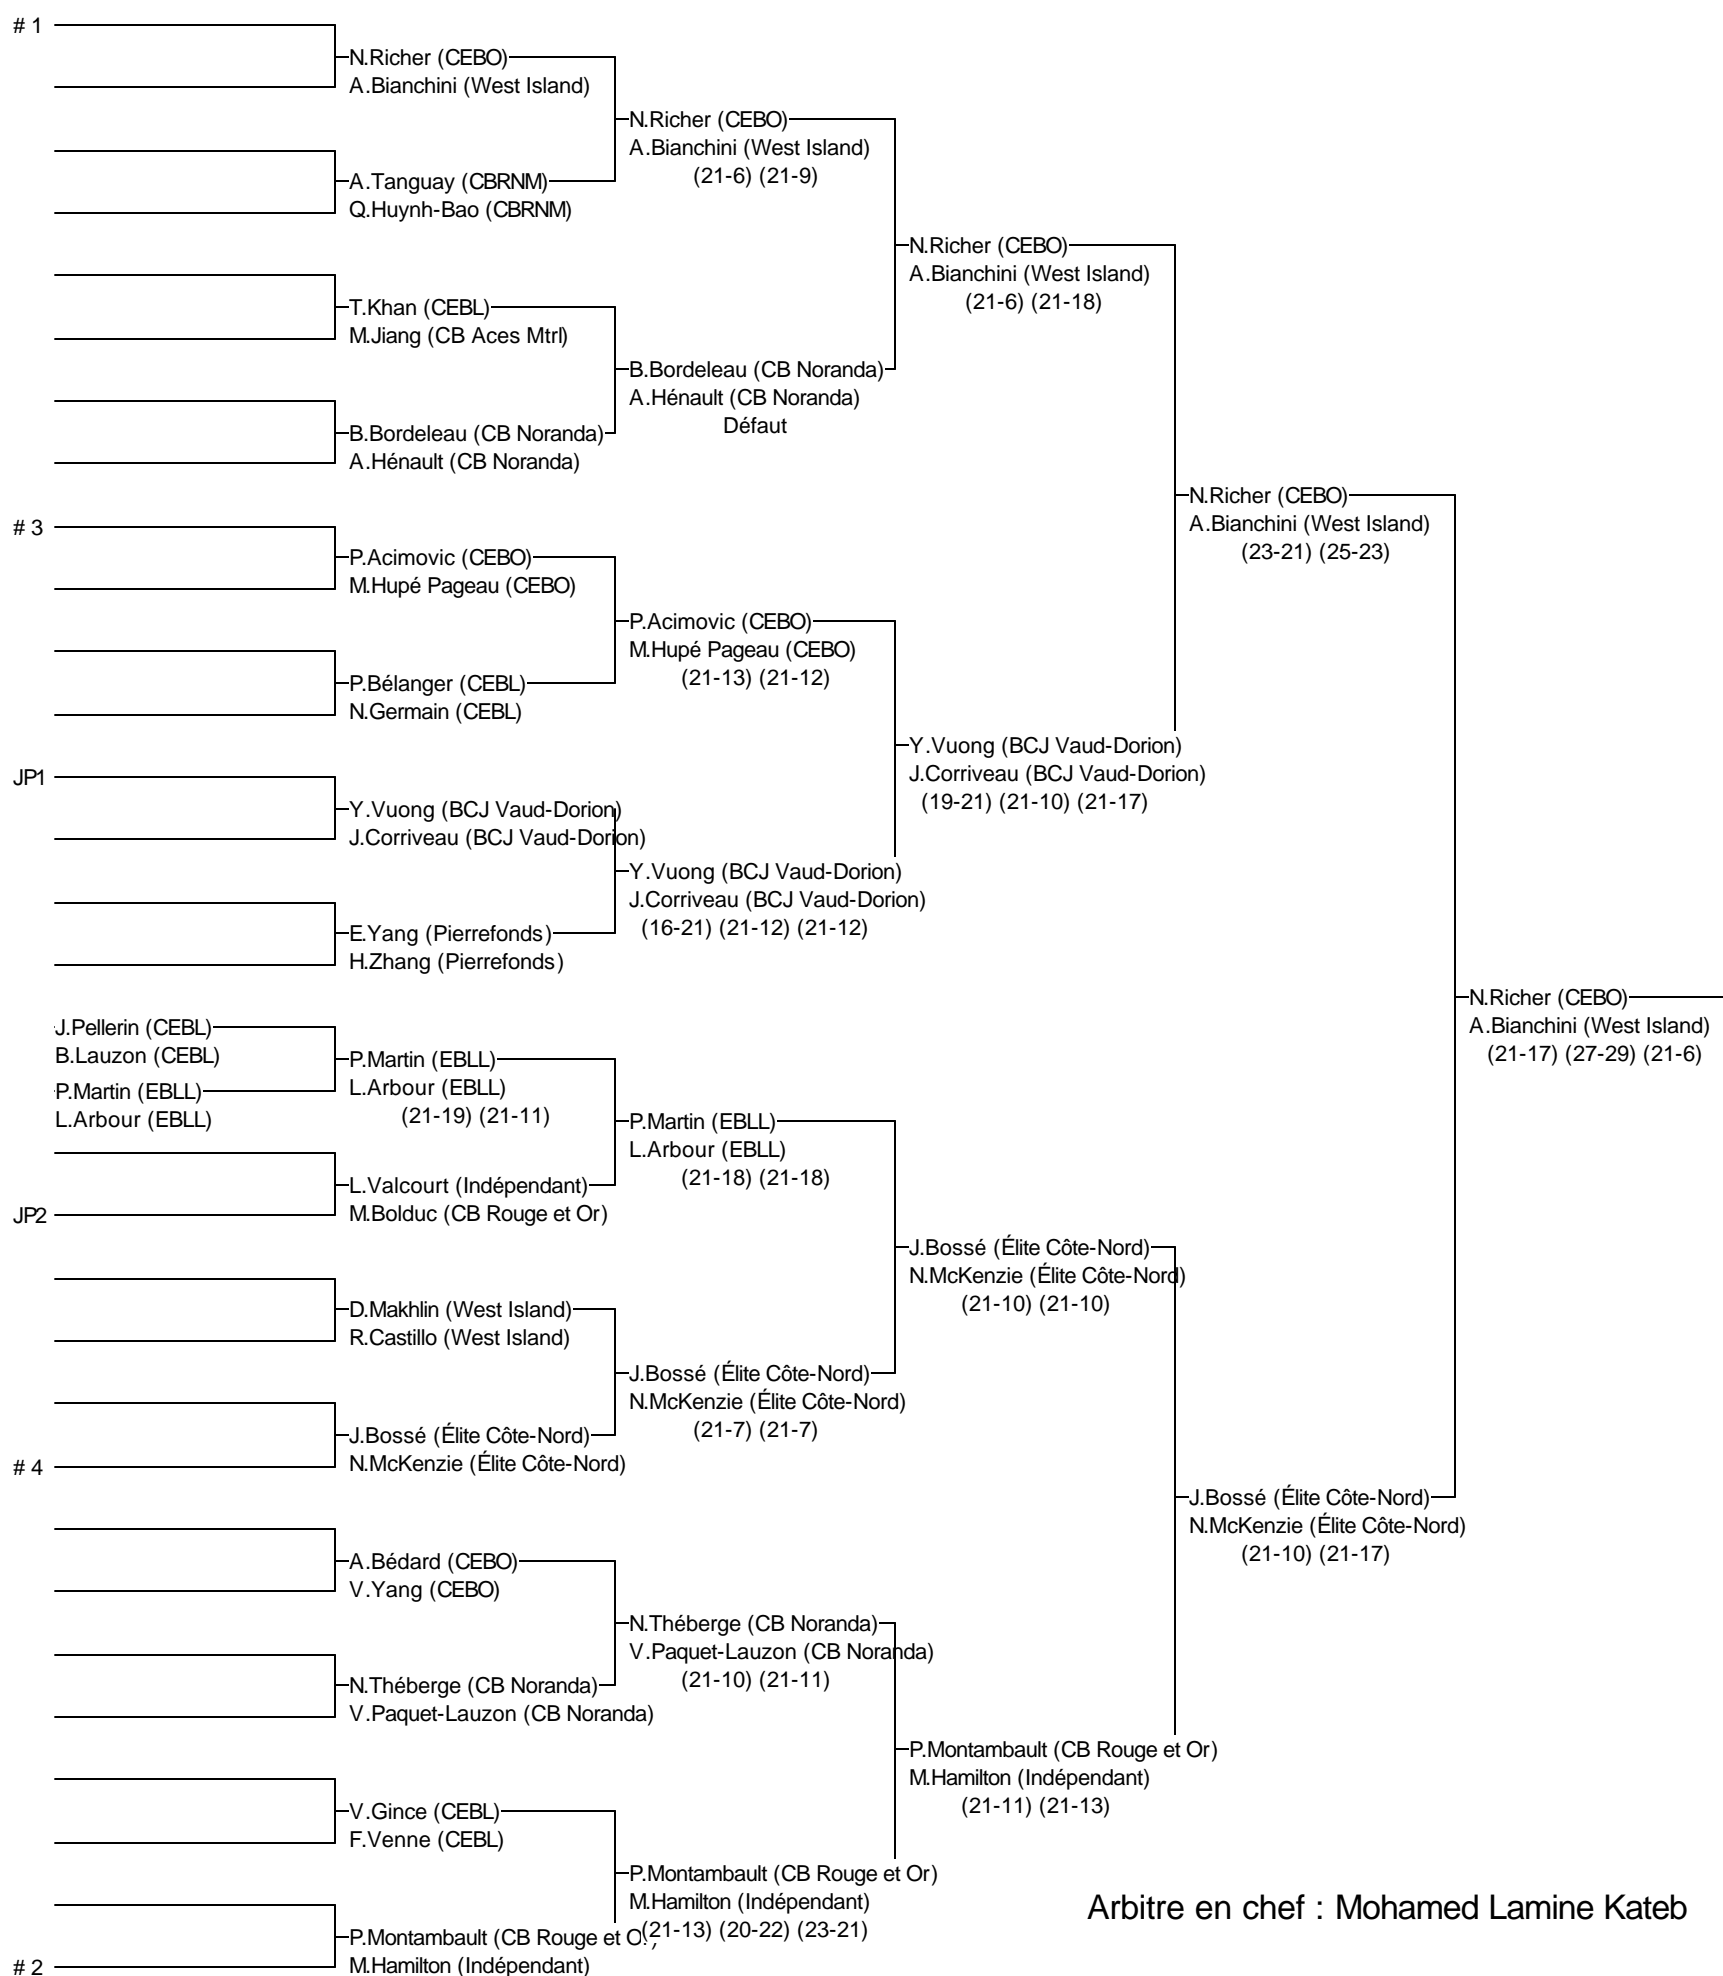 # 1
N.Richer (CEBO)
A.Bianchini (West Island)
N.Richer (CEBO)
A.Bianchini (West Island)
(21-6) (21-9)
A.Tanguay (CBRNM)
Q.Huynh-Bao (CBRNM)
N.Richer (CEBO)
A.Bianchini (West Island)
(21-6) (21-18)
T.Khan (CEBL)
M.Jiang (CB Aces Mtrl)
B.Bordeleau (CB Noranda)
A.Hénault (CB Noranda)
Défaut
B.Bordeleau (CB Noranda)
A.Hénault (CB Noranda)
N.Richer (CEBO)
A.Bianchini (West Island)
(23-21) (25-23)
# 3
P.Acimovic (CEBO)
M.Hupé Pageau (CEBO)
P.Acimovic (CEBO)
M.Hupé Pageau (CEBO)
(21-13) (21-12)
P.Bélanger (CEBL)
N.Germain (CEBL)
Y.Vuong (BCJ Vaud-Dorion)
J.Corriveau (BCJ Vaud-Dorion)
(19-21) (21-10) (21-17)
JP1
Y.Vuong (BCJ Vaud-Dorion)
J.Corriveau (BCJ Vaud-Dorion)
Y.Vuong (BCJ Vaud-Dorion)
J.Corriveau (BCJ Vaud-Dorion)
(16-21) (21-12) (21-12)
E.Yang (Pierrefonds)
H.Zhang (Pierrefonds)
N.Richer (CEBO)
A.Bianchini (West Island)
(21-17) (27-29) (21-6)
J.Pellerin (CEBL)
B.Lauzon (CEBL)
P.Martin (EBLL)
L.Arbour (EBLL)
(21-19) (21-11)
P.Martin (EBLL)
L.Arbour (EBLL)
P.Martin (EBLL)
L.Arbour (EBLL)
(21-18) (21-18)
L.Valcourt (Indépendant)
M.Bolduc (CB Rouge et Or)
JP2
J.Bossé (Élite Côte-Nord)
N.McKenzie (Élite Côte-Nord)
(21-10) (21-10)
D.Makhlin (West Island)
R.Castillo (West Island)
J.Bossé (Élite Côte-Nord)
N.McKenzie (Élite Côte-Nord)
(21-7) (21-7)
J.Bossé (Élite Côte-Nord)
N.McKenzie (Élite Côte-Nord)
# 4
J.Bossé (Élite Côte-Nord)
N.McKenzie (Élite Côte-Nord)
(21-10) (21-17)
A.Bédard (CEBO)
V.Yang (CEBO)
N.Théberge (CB Noranda)
V.Paquet-Lauzon (CB Noranda)
(21-10) (21-11)
N.Théberge (CB Noranda)
V.Paquet-Lauzon (CB Noranda)
P.Montambault (CB Rouge et Or)
M.Hamilton (Indépendant)
(21-11) (21-13)
V.Gince (CEBL)
F.Venne (CEBL)
P.Montambault (CB Rouge et Or)
M.Hamilton (Indépendant)
(21-13) (20-22) (23-21)
Arbitre en chef : Mohamed Lamine Kateb
P.Montambault (CB Rouge et Or)
M.Hamilton (Indépendant)
# 2